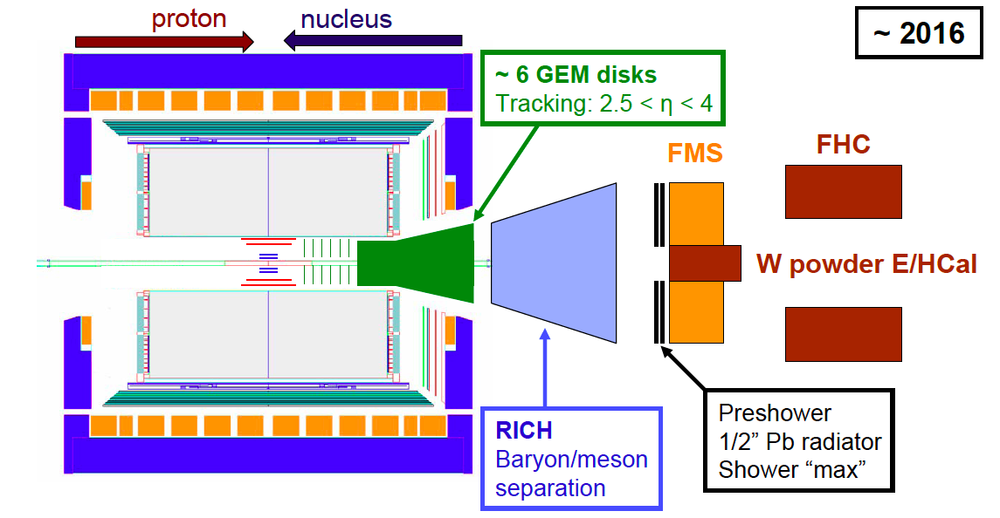 proton
nucleus
~ 2016
~ 6 GEM disks
Tracking: 2.5 < η < 4
FMS
FHC
W powder E/HCal
RICH
Baryon/meson
separation
Preshower
1/2” Pb radiator
Shower “max”